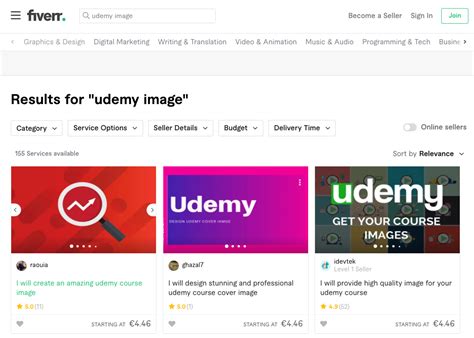 fiverr.
udemy image
Become a Seller
Sign In
Join
Graphics & Design
Digital Marketing
Writing & Translation
Video & Animation
Music & Audio
Programming & Tech
Busine
Results for "udemy image"
Category
Service Options
Seller Details
Budget
Delivery Time
Online sellers
155 Services available
Sort by Relevance
Udemy
DESIGN UDEMY COVER IMAGE
udemy
GET YOUR COURSE
IMAGES
raouia
I will create an amazing udemy course
image
5.0 (11)
STARTING AT €4.46
ghazal7
I will design stunning and professional
udemy course cover image
5.0 (1)
STARTING AT €4.46
idevtek
Level 1 Seller
I will provide high quality image for your
udemy course
4.9 (52)
STARTING AT €4.46